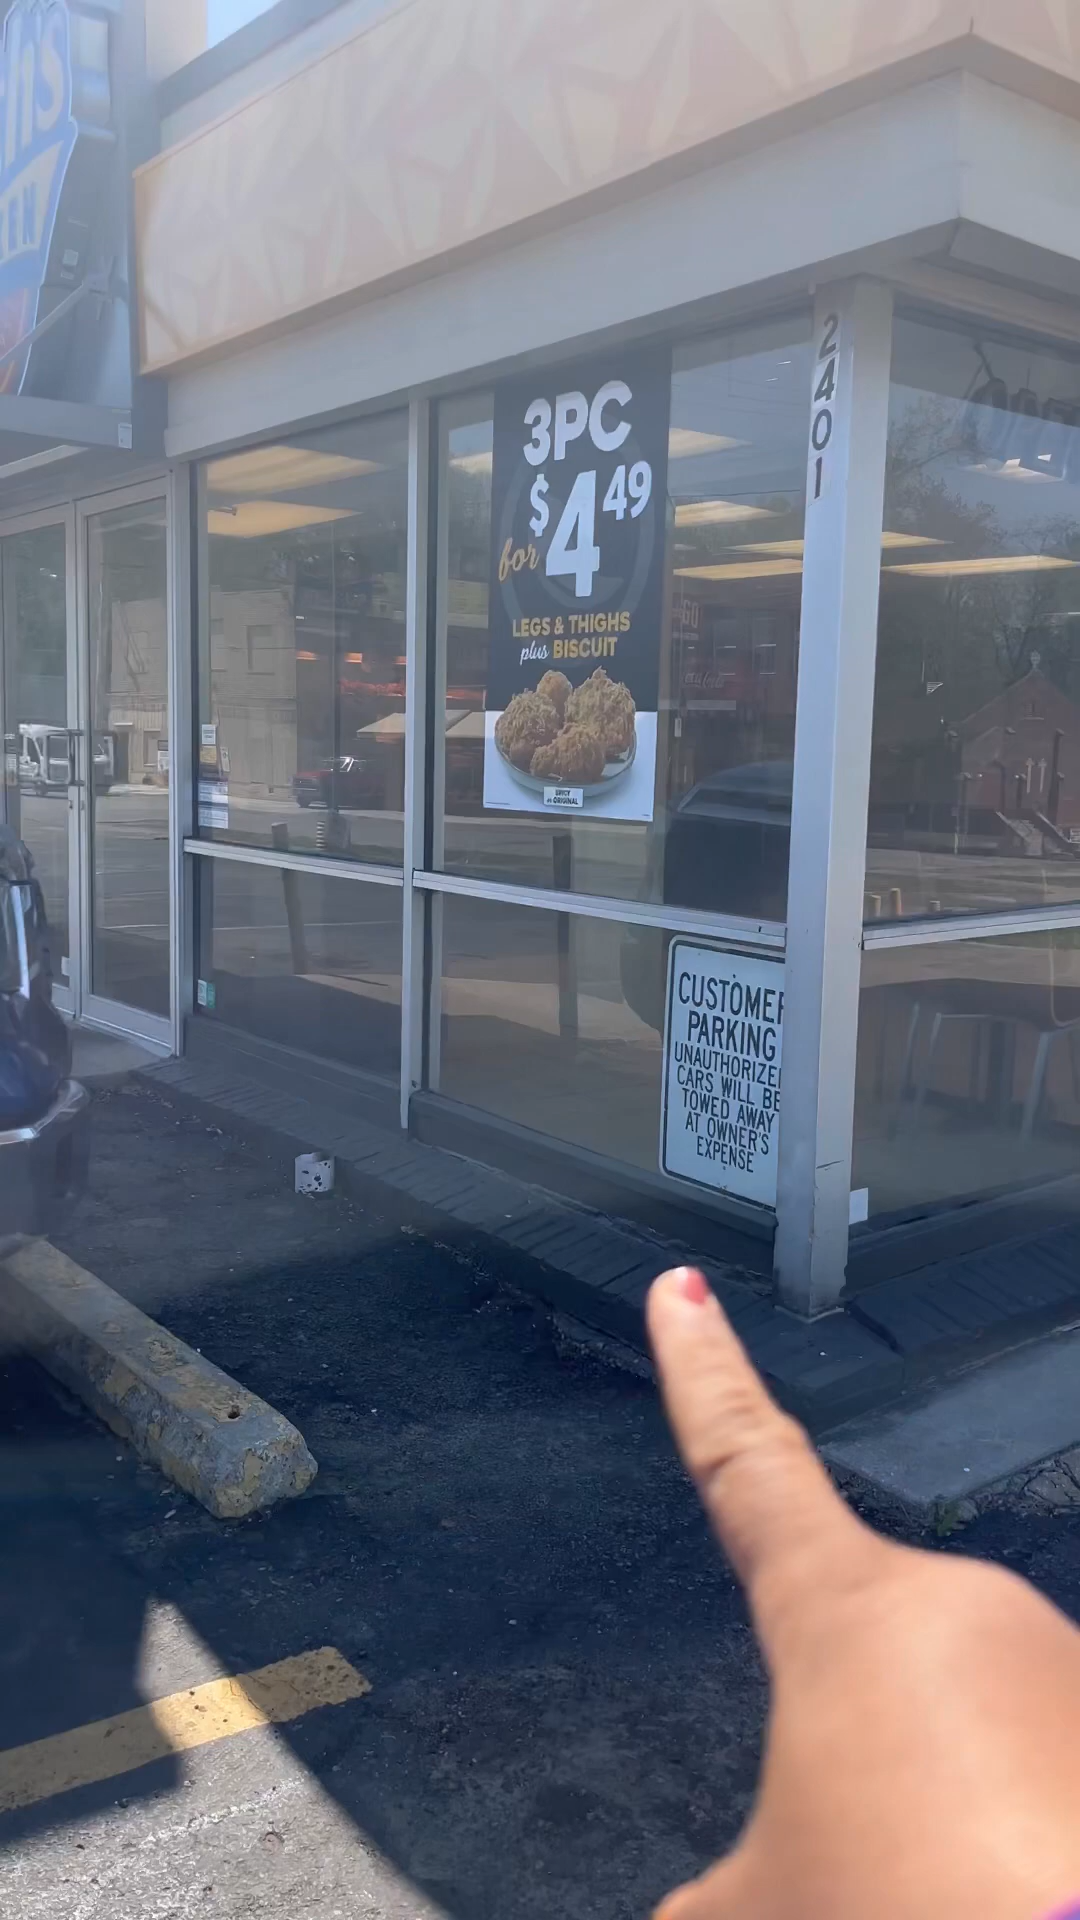 3PC
for $4 49
LEGS & THIGHS
plus BISCUIT
SPICY
or ORIGINAL
2401
CUSTOMER
PARKING
UNAUTHORIZE
CARS WILL BE
TOWED AWAY
AT OWNER'S
EXPENSE